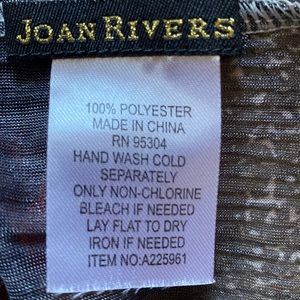 JOAN RIVERS
100% POLYESTER
MADE IN CHINA
RN 95304
HAND WASH COLD
SEPARATELY
ONLY NON-CHLORINE
BLEACH IF NEEDED
LAY FLAT TO DRY
IRON IF NEEDED
ITEM NO:A225961